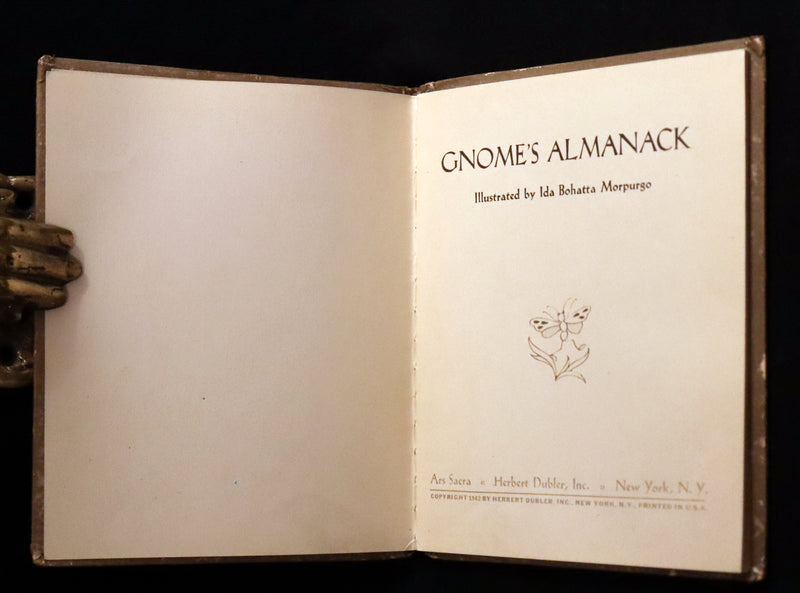 GNOME'S ALMANACK
Illustrated by Ida Bohatta Morpurgo
Ars Sacra « Herbert Dubler, Inc. » New York, N. Y.
COPYRIGHT 1942 BY HERBERT DUBLER, INC., NEW YORK, N.Y., PRINTED IN U.S.A.